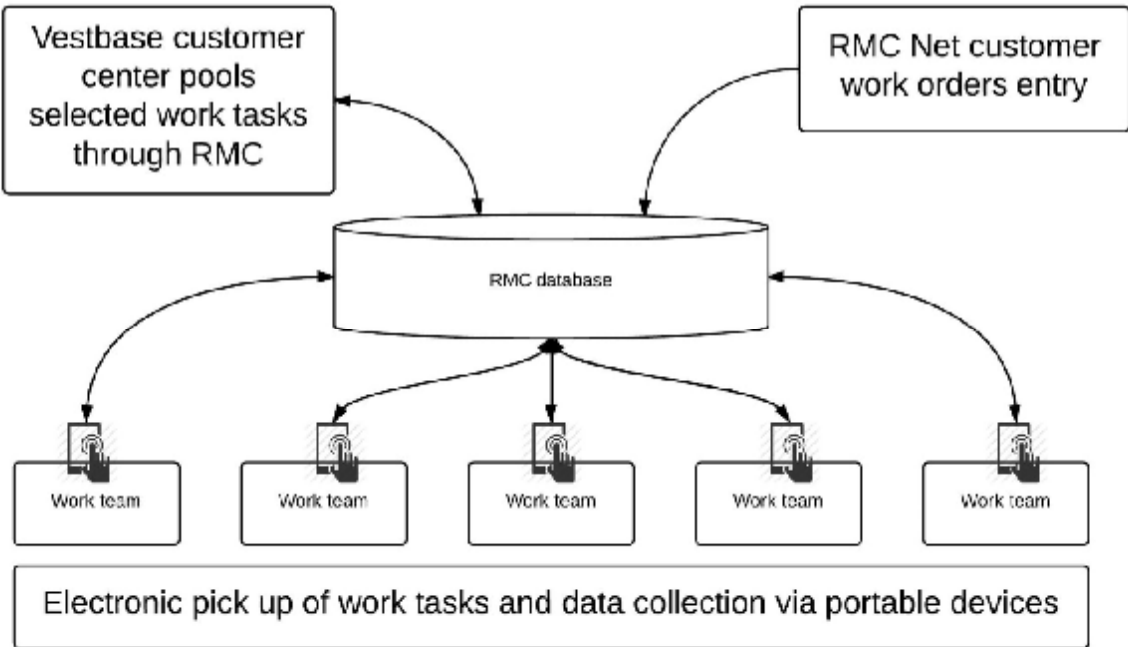 Vestbase customer
center pools
selected work tasks
through RMC
RMC Net customer
work orders entry
RMC database
Work team
Work team
Work team
Work team
Work team
Electronic pick up of work tasks and data collection via portable devices